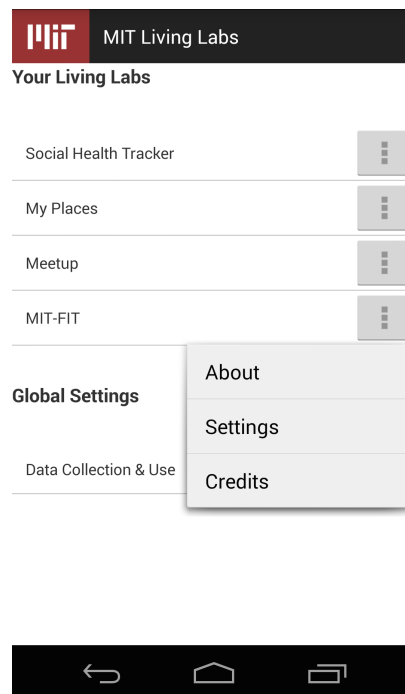 MIT Living Labs
Your Living Labs
Social Health Tracker
My Places
Meetup
MIT-FIT
About
Global Settings
Settings
Data Collection & Use
Credits